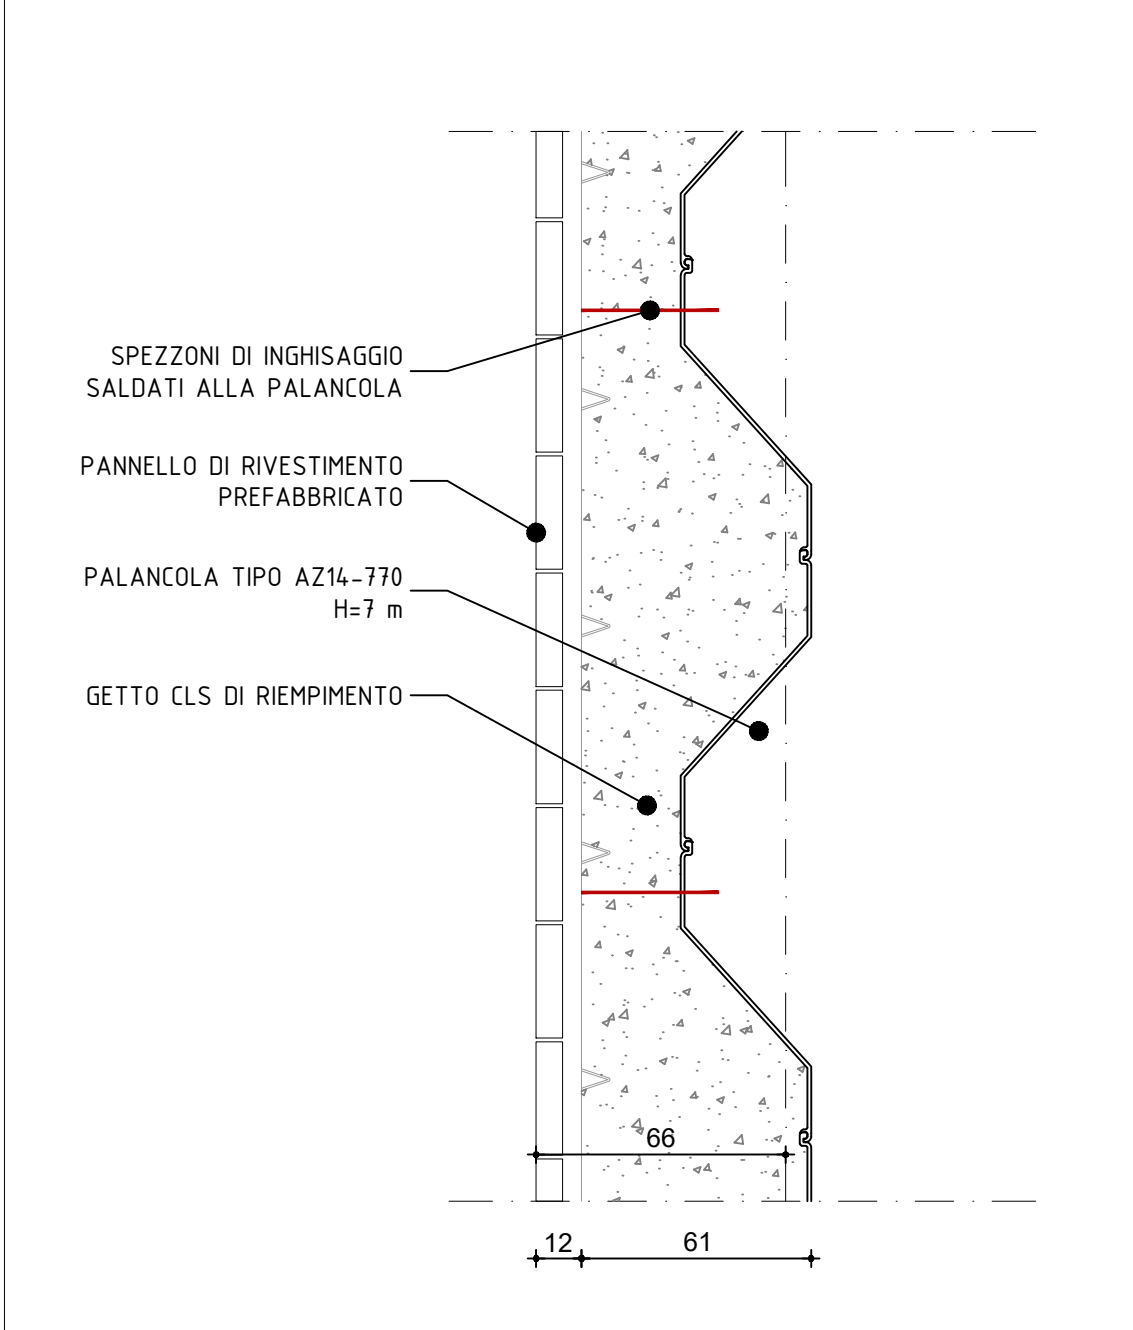 SPEZZONI DI INGHISAGGIO
SALDATI ALLA PALANCOLA
PANNELLO DI RIVESTIMENTO
PREFABBRICATO
PALANCOLA TIPO AZ14-770
H=7 m
GETTO CLS DI RIEMPIMENTO
66
12
61